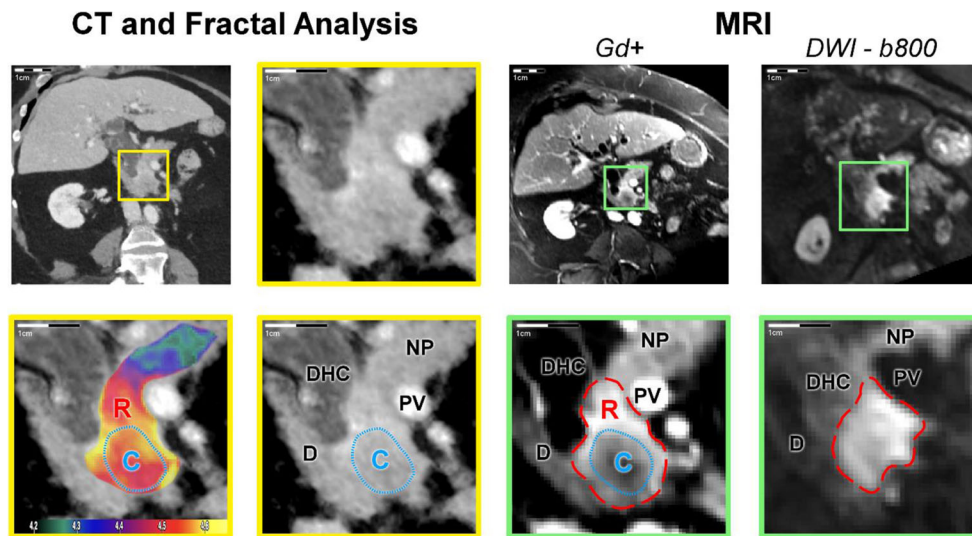 CT and Fractal Analysis
MRI
Gd+
DWI - b800
1cm
1cm
1cm
1cm
1cm
R
C
4.2 4.3 4.4 4.5 4.6
1cm
NP
DHC
PV
D
C
1cm
NP
DHC
PV
R
D
C
1cm
NP
DHC
PV
D